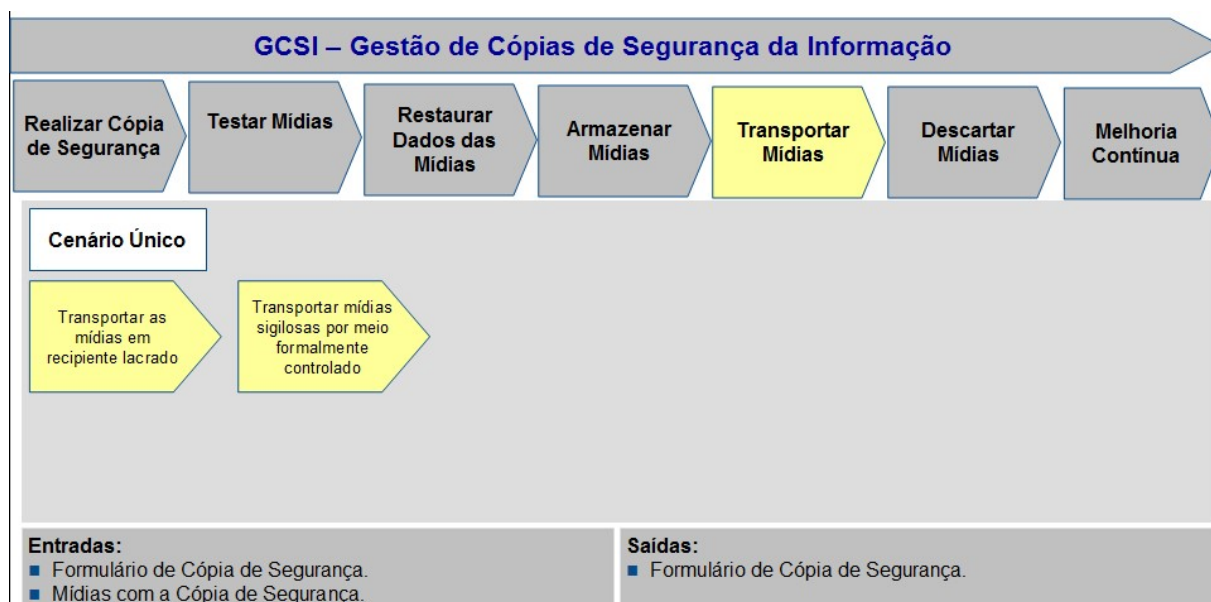 GCSI – Gestão de Cópias de Segurança da Informação
Realizar Cópia
de Segurança
Testar Mídias
Restaurar
Dados das
Mídias
Armazenar
Mídias
Transportar
Mídias
Descartar
Mídias
Melhoria
Contínua
Cenário Único
Transportar as
mídias em
recipiente lacrado
Transportar mídias
sigilosas por meio
formalmente
controlado
Entradas:
Formulário de Cópia de Segurança.
Mídias com a Cópia de Segurança.
Saídas:
Formulário de Cópia de Segurança.